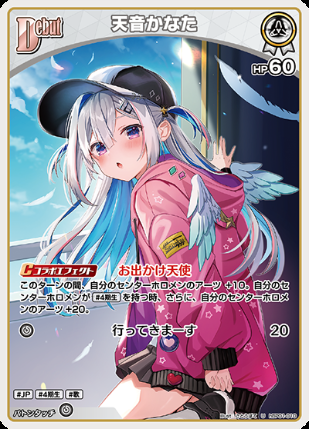 Debut
天音かなた
HP 60
コラボエフェクト お出かけ天使
このターンの間、自分のセンターホロメンのアーツ+10。自分のセ
ンターホロメンが #4期生 を持つ時、さらに、自分のセンターホロメ
ンのアーツ+20。
行ってきまーす 20
#JP #4期生 #歌
バトンタッチ